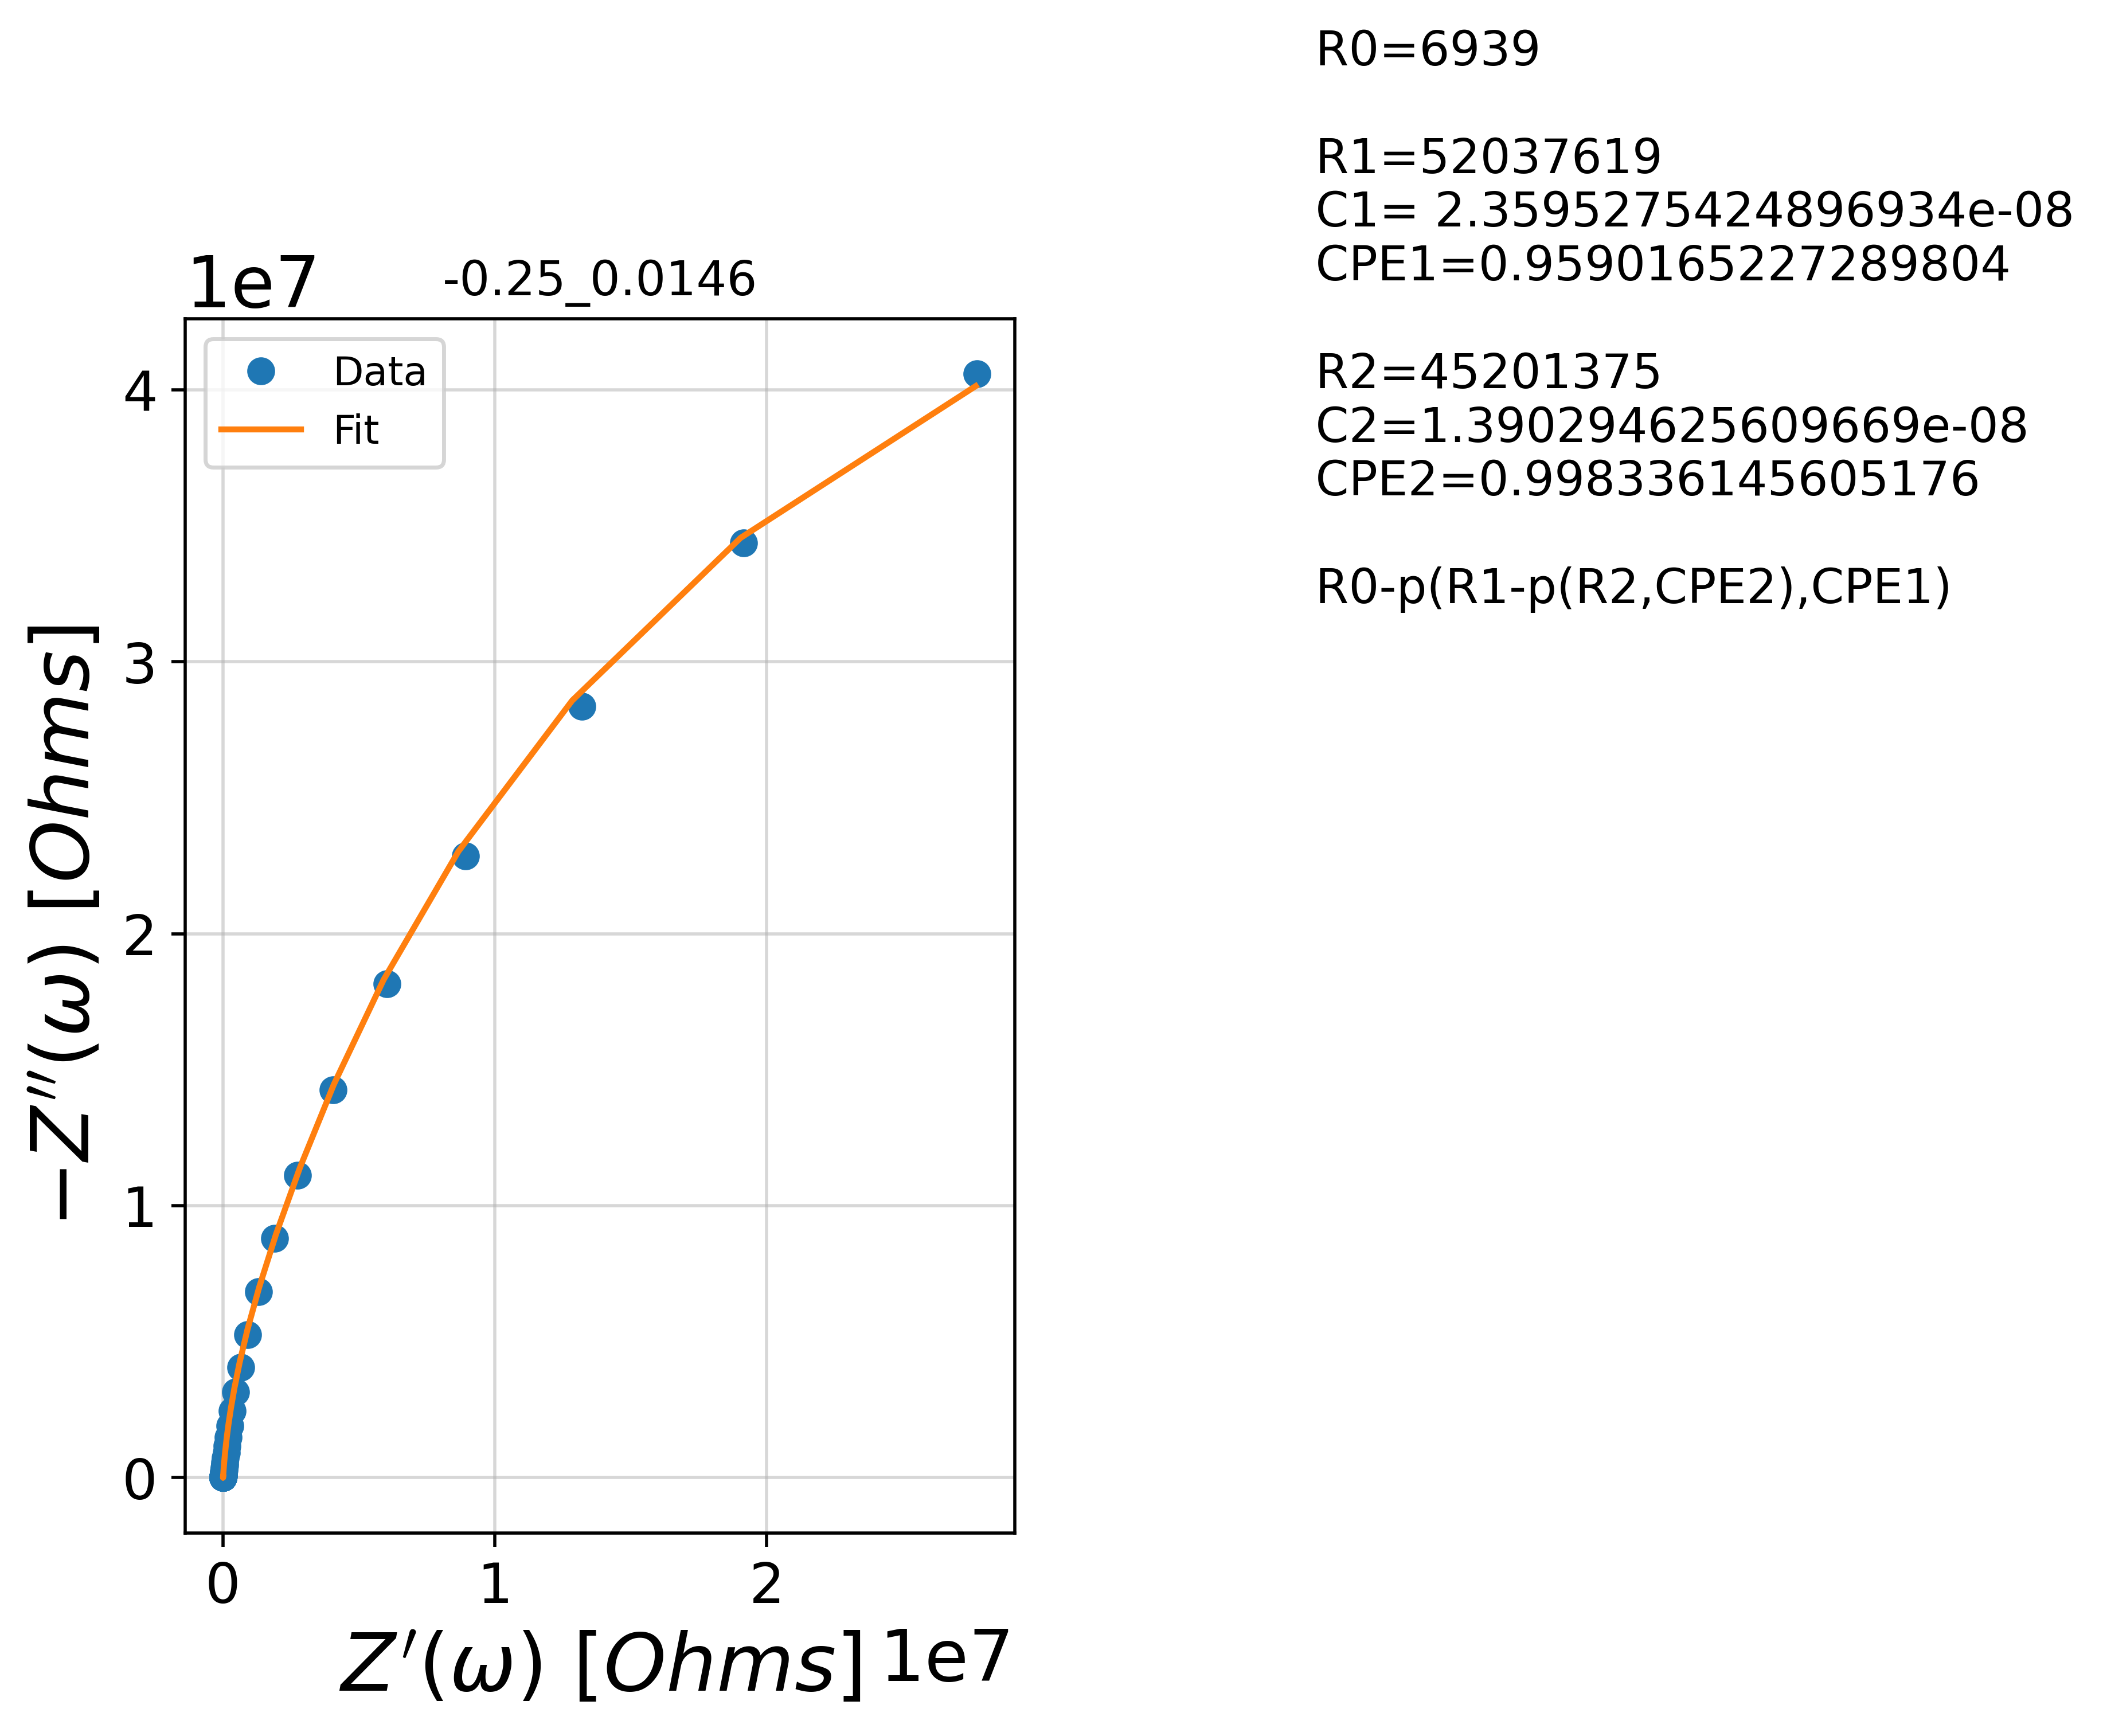 R0=6939
R1=52037619
C1= 2.3595275424896934e-08
CPE1=0.9590165227289804
R2=45201375
C2=1.390294625609669e-08
CPE2=0.998336145605176
R0-p(R1-p(R2,CPE2),CPE1)
1e7
-0.25_0.0146
Data
Fit
4
3
2
1
0
−Z′′(ω) [Ohms]
0 1 2
Z′(ω) [Ohms]
1e7